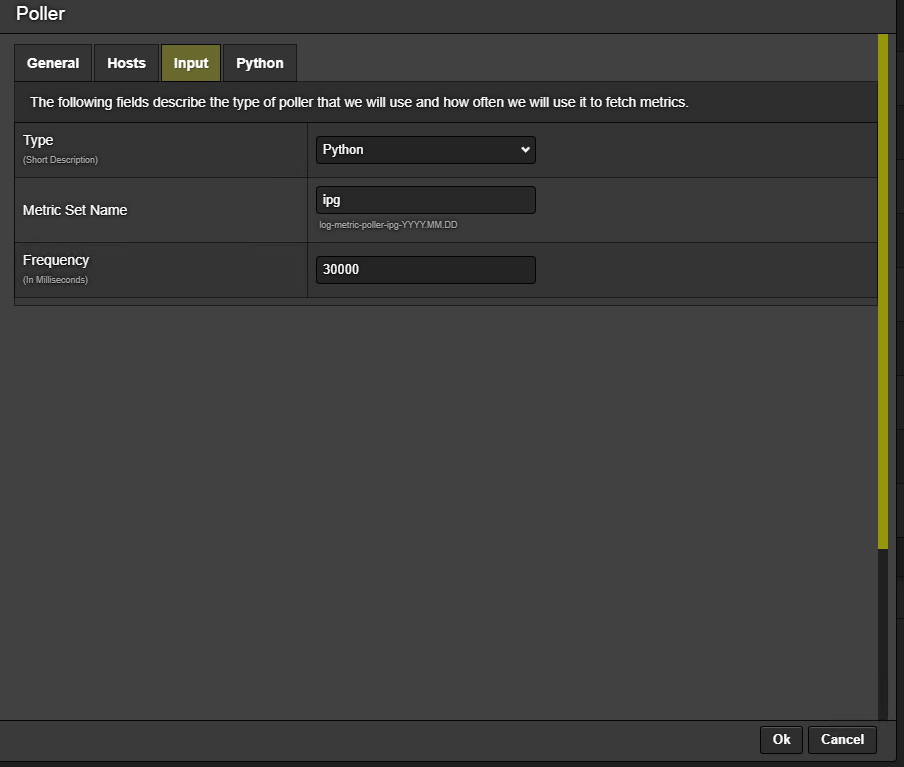 Poller
General Hosts Input Python
The following fields describe the type of poller that we will use and how often we will use it to fetch metrics.
Type
(Short Description)
Python
Metric Set Name
ipg
log-metric-poller-ipg-YYYY.MM.DD
Frequency
(In Milliseconds)
30000
Ok Cancel